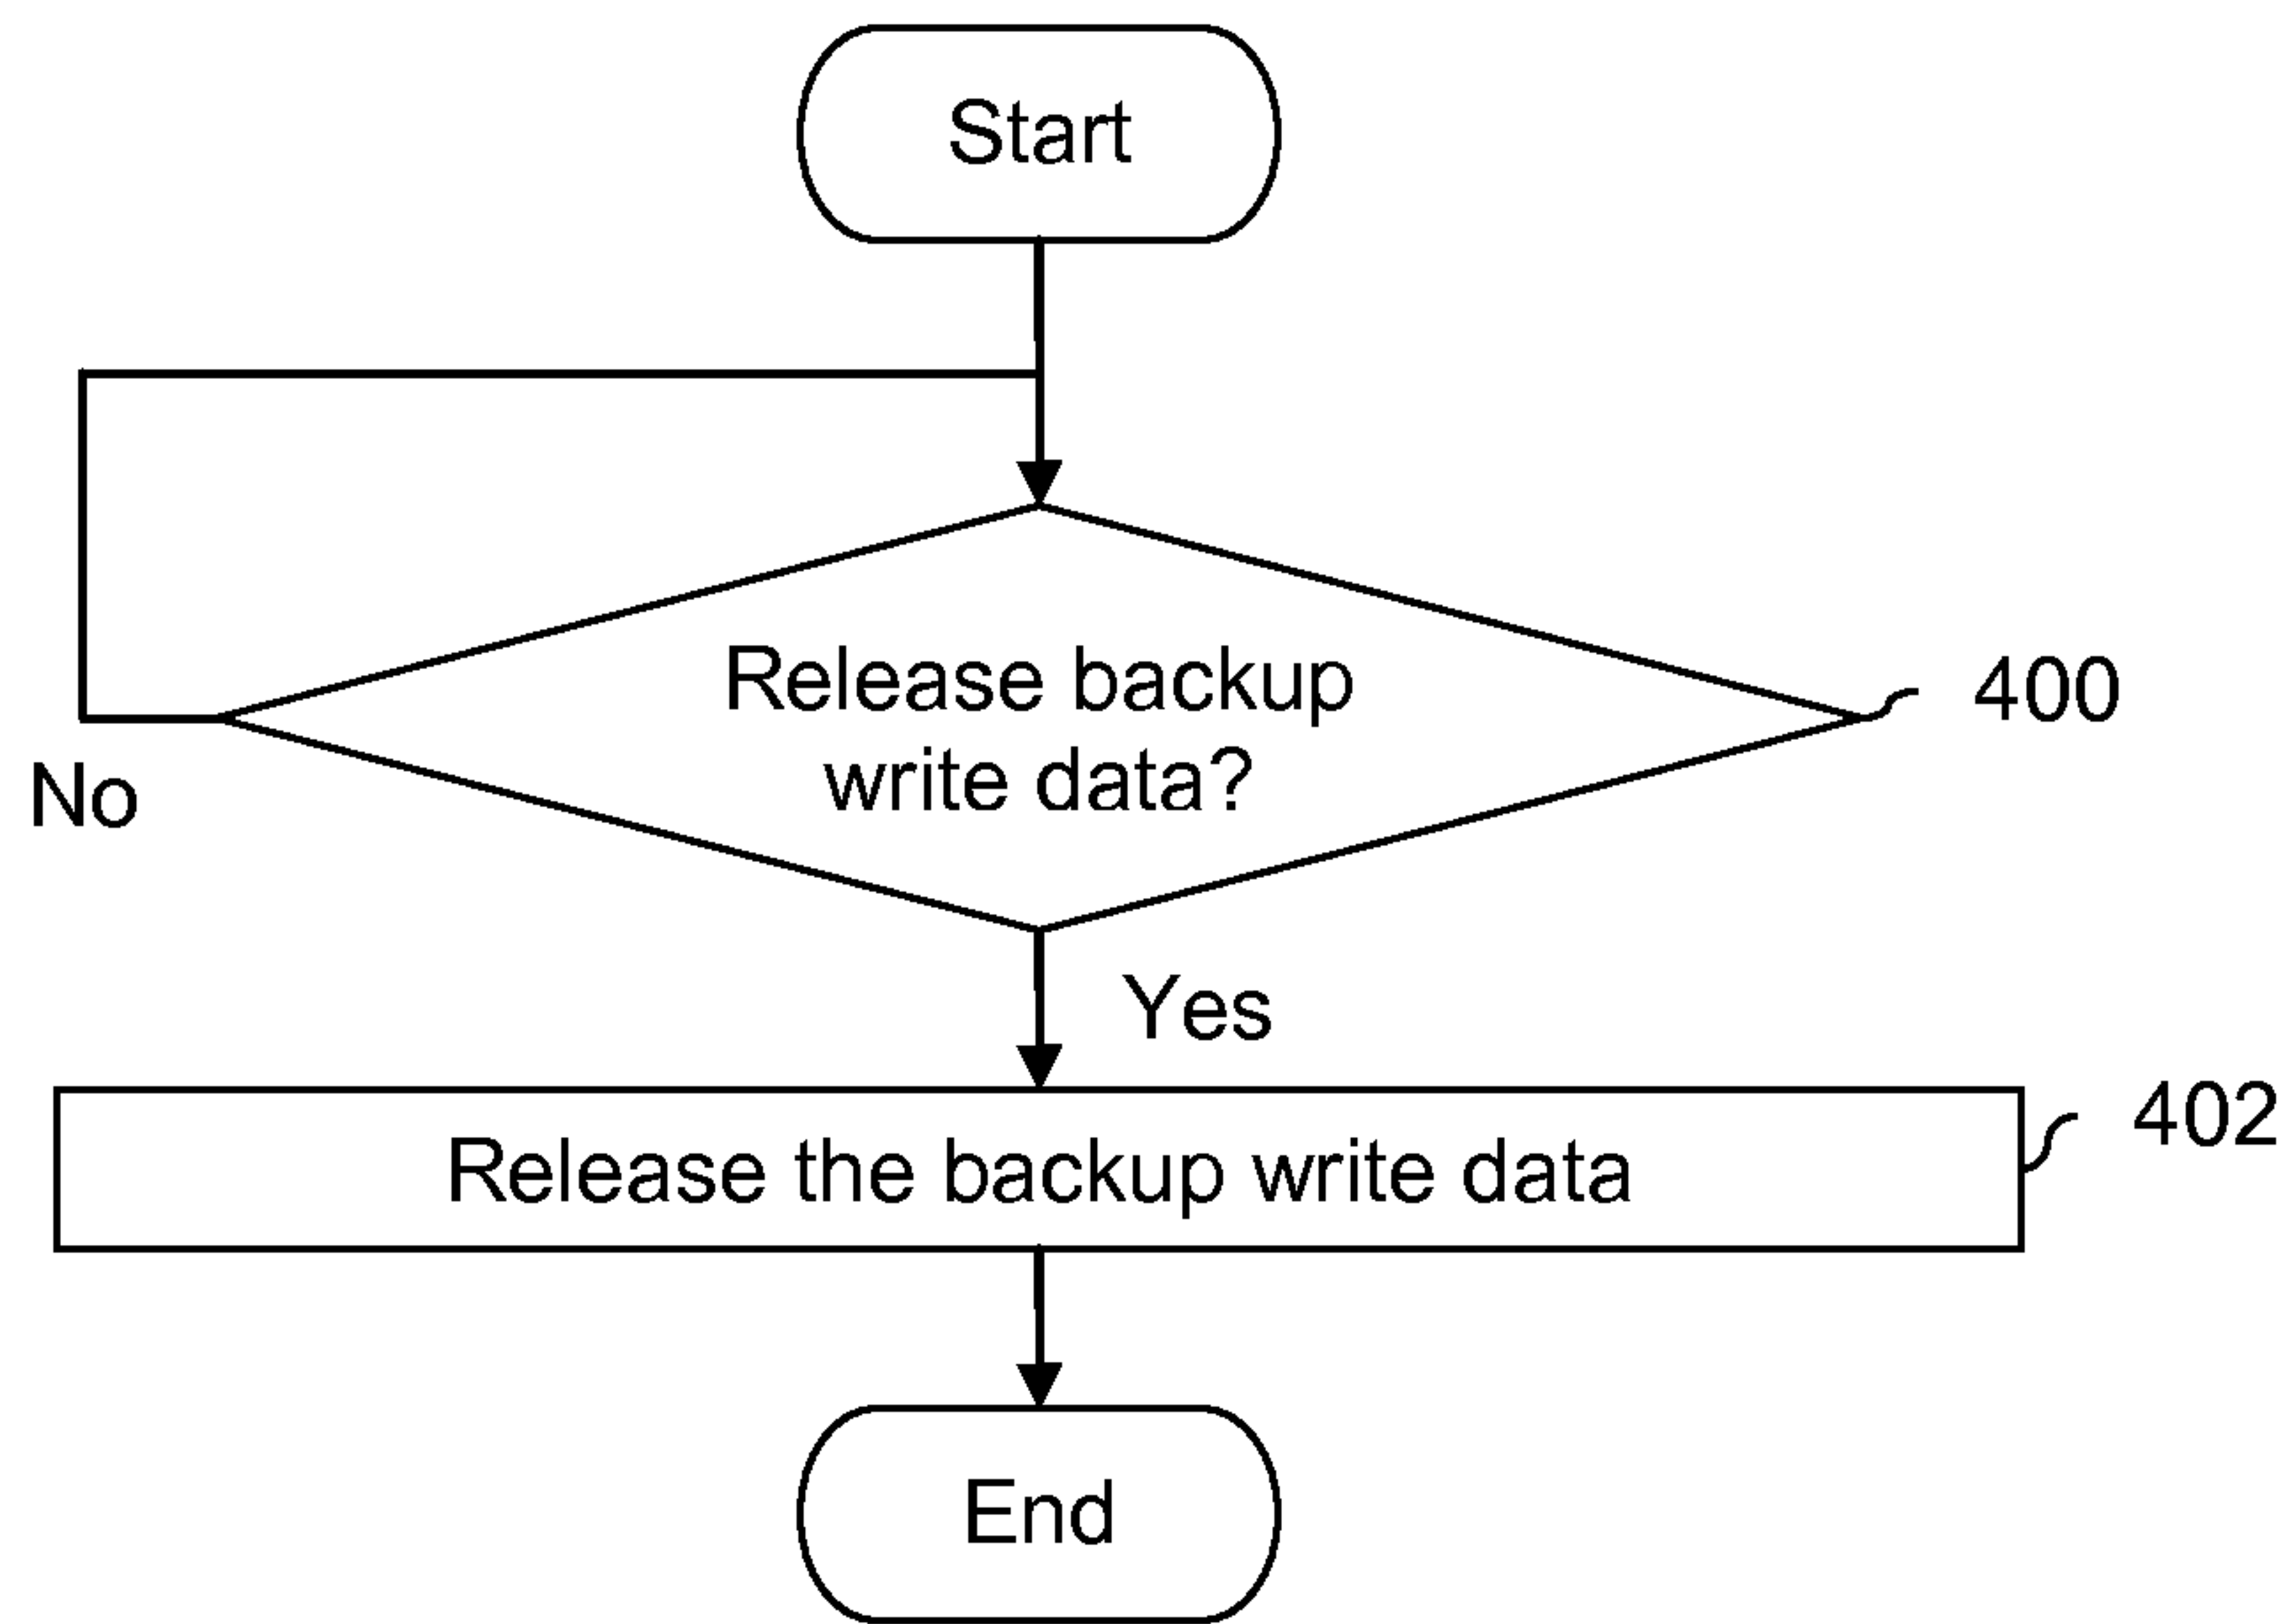 Start
Release backup
write data?
400
No
Yes
Release the backup write data
402
End